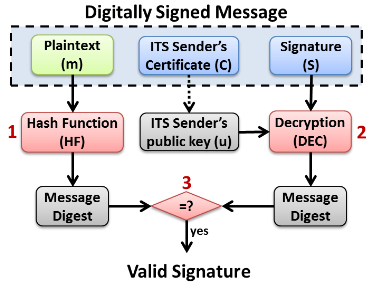 Digitally Signed Message
Plaintext
(m)
ITS Sender's
Certificate (C)
Signature
(S)
1
Hash Function
(HF)
ITS Sender's
public key (u)
Decryption
(DEC)
2
Message
Digest
3
=?
Message
Digest
yes
Valid Signature